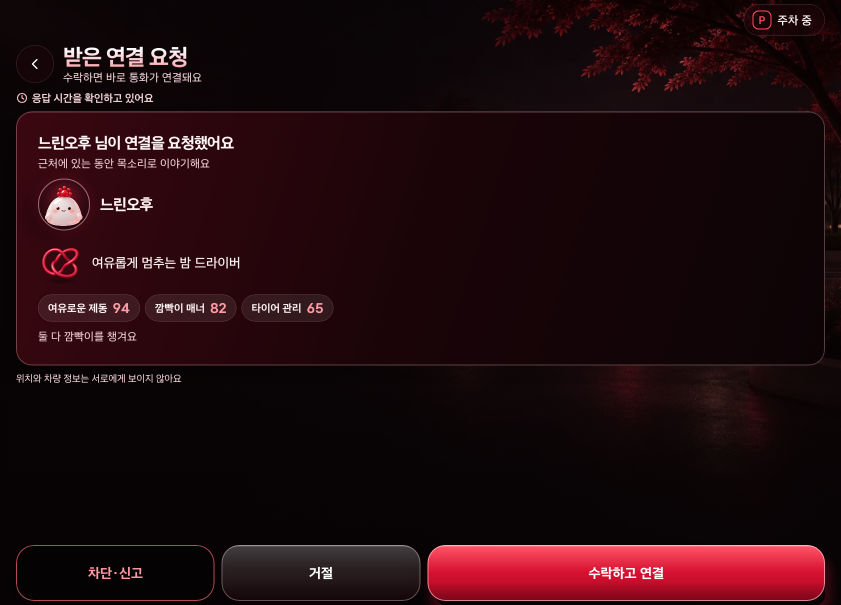 P 주차 중
받은 연결 요청
수락하면 바로 통화가 연결돼요
응답 시간을 확인하고 있어요
느린오후 님이 연결을 요청했어요
근처에 있는 동안 목소리로 이야기해요
느린오후
여유롭게 멈추는 밤 드라이버
여유로운 제동 94 깜빡이 매너 82 타이어 관리 65
둘 다 깜빡이를 챙겨요
위치와 차량 정보는 서로에게 보이지 않아요
차단·신고 거절 수락하고 연결